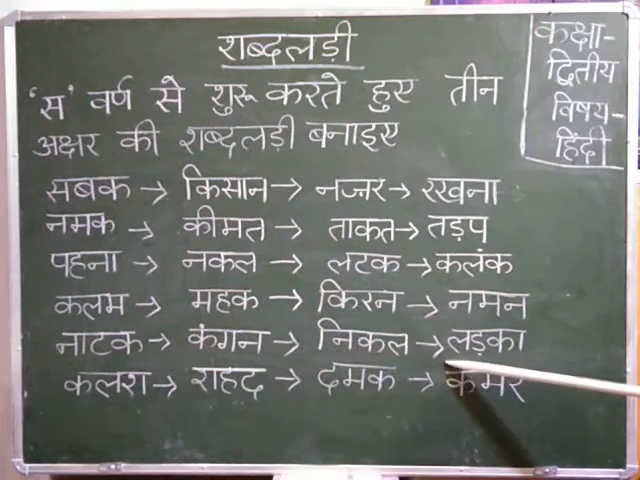 शब्दलड़ी
'स' वर्ण से शुरू करते हुए तीन
अक्षर की शब्दलड़ी बनाइए
कक्षा-
द्वितीय
विषय-
हिंदी
सबक → किसान → नज़र → रखना
नमक → कीमत → ताकत → तड़प
पहना → नकल → लटक → कलंक
कलम → महक → किरन → नमन
नाटक → कंगन → निकल → लड़का
कलश → शहद → दमक → कमर